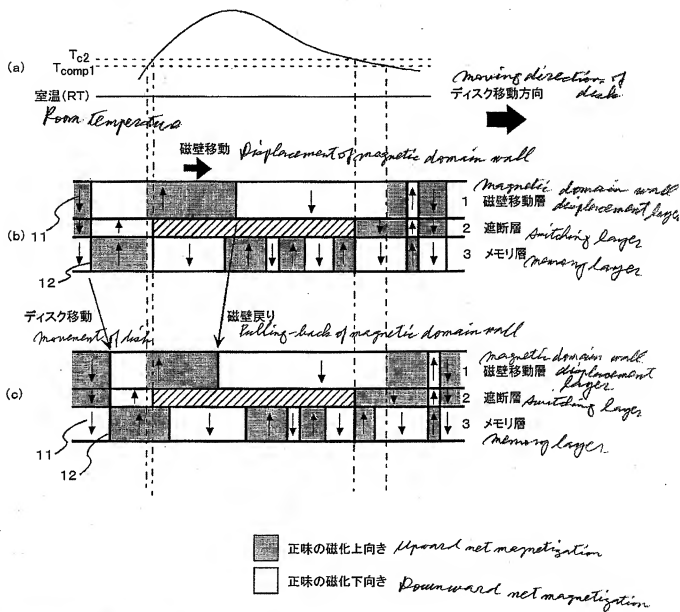 (a)
Tc2
Tcomp1
室温(RT)
Room Temperature
moving direction of disk
ディスク移動方向
磁壁移動
Displacement of magnetic domain wall
(b)
11
12
magnetic domain wall
1 磁壁移動層 displacement layer
2 遮断層 switching layer
3 メモリ層 memory layer
ディスク移動
movement of disk
磁壁戻り
Pulling-back of magnetic domain wall
(c)
11
12
magnetic domain wall
1 磁壁移動層 displacement layer
2 遮断層 switching layer
3 メモリ層
memory layer
正味の磁化上向き Upward net magnetization
正味の磁化下向き Downward net magnetization